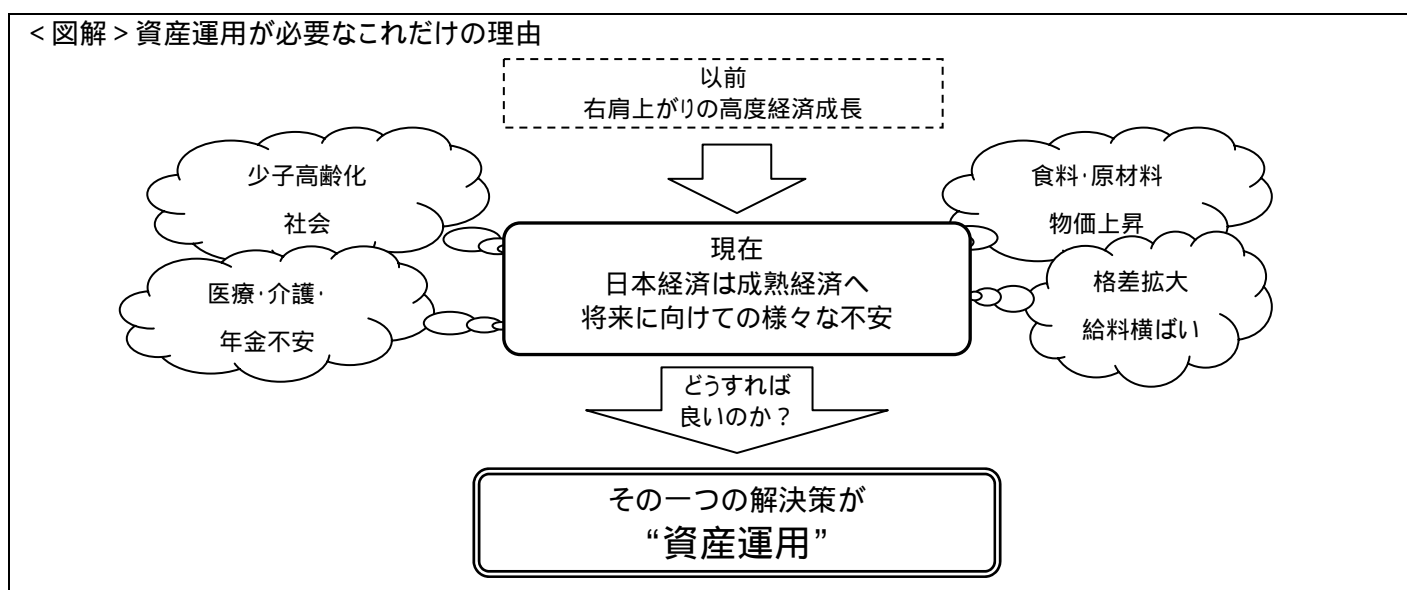 <図解>資産運用が必要なこれだけの理由
以前
右肩上がりの高度経済成長
少子高齢化
社会
食料・原材料
物価上昇
現在
日本経済は成熟経済へ
将来に向けての様々な不安
医療・介護・
年金不安
格差拡大
給料横ばい
どうすれば
良いのか?
その一つの解決策が
“資産運用”